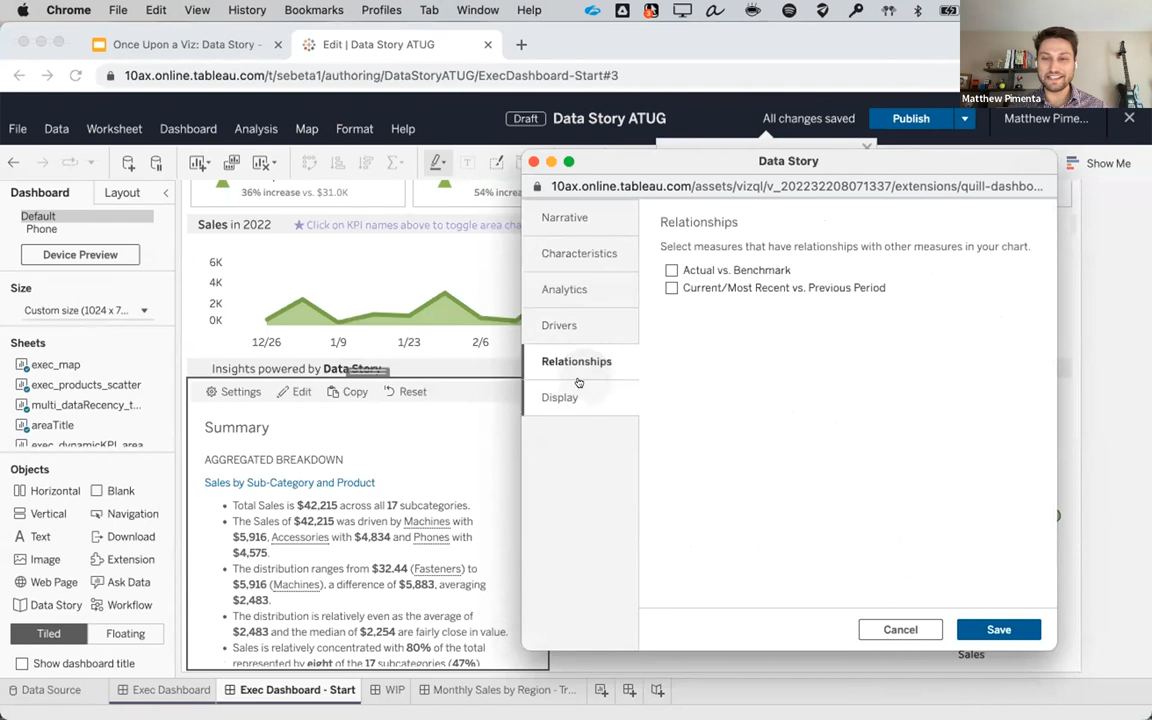 Chrome File Edit View History Bookmarks Profiles Tab Window Help
Once Upon a Viz: Data Story - × Edit | Data Story ATUG ×
10ax.online.tableau.com/t/sebeta1/authoring/DataStoryATUG/ExecDashboard-Start#3
Matthew Pimenta
File Data Worksheet Dashboard Analysis Map Format Help
Draft Data Story ATUG
All changes saved
Publish
Matthew Pime...
Show Me
Dashboard Layout
Default
Phone
Device Preview
Size
Custom size (1024 x 7...
Sheets
exec_map
exec_products_scatter
multi_dataRecency_t...
areaTitle
exec_dynamicKPI_area
Objects
Horizontal Blank
Vertical Navigation
Text Download
Image Extension
Web Page Ask Data
Data Story Workflow
Tiled Floating
Show dashboard title
36% increase vs. $31.0K
54% increase
Sales in 2022 ★ Click on KPI names above to toggle area cha
6K
4K
2K
0K
12/26 1/9 1/23 2/6
Insights powered by Data Story
Settings Edit Copy Reset
Summary
AGGREGATED BREAKDOWN
Sales by Sub-Category and Product
• Total Sales is $42,215 across all 17 subcategories.
• The Sales of $42,215 was driven by Machines with
$5,916, Accessories with $4,834 and Phones with
$4,575.
• The distribution ranges from $32.44 (Fasteners) to
$5,916 (Machines), a difference of $5,883, averaging
$2,483.
• The distribution is relatively even as the average of
$2,483 and the median of $2,254 are fairly close in value.
• Sales is relatively concentrated with 80% of the total
represented by eight of the 17 subcategories (47%).
Data Story
10ax.online.tableau.com/assets/vizql/v_202232208071337/extensions/quill-dashbo...
Narrative
Characteristics
Analytics
Drivers
Relationships
Display
Relationships
Select measures that have relationships with other measures in your chart.
Actual vs. Benchmark
Current/Most Recent vs. Previous Period
Cancel Save
Sales
Data Source Exec Dashboard Exec Dashboard - Start WIP Monthly Sales by Region - Tr...